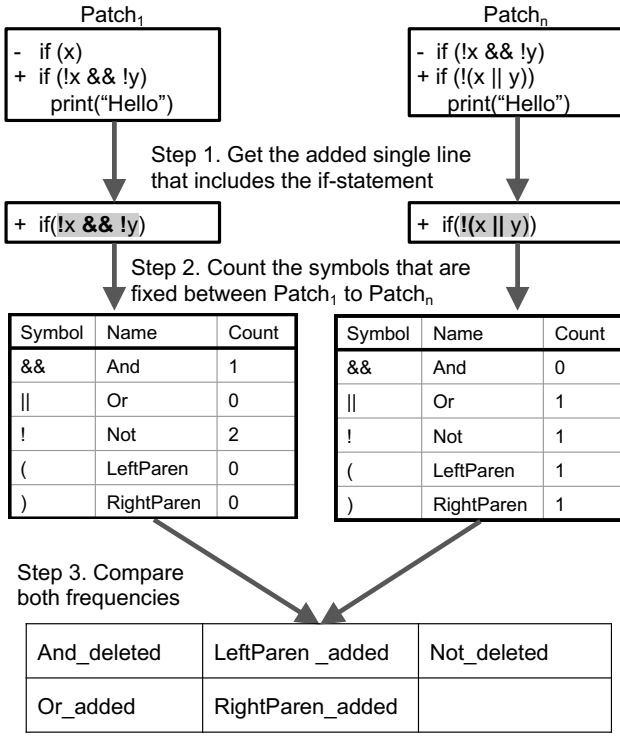 Patch1
Patchn
- if (x)
+ if (!x && !y)
print(“Hello”)
- if (!x && !y)
+ if (!(x || y))
print(“Hello”)
Step 1. Get the added single line
that includes the if-statement
+ if(!x && !y)
+ if(!(x || y))
Step 2. Count the symbols that are
fixed between Patch1 to Patchn
Symbol Name Count
&& And 1
|| Or 0
! Not 2
( LeftParen 0
) RightParen 0
Symbol Name Count
&& And 0
|| Or 1
! Not 1
( LeftParen 1
) RightParen 1
Step 3. Compare
both frequencies
And_deleted LeftParen _added Not_deleted
Or_added RightParen_added